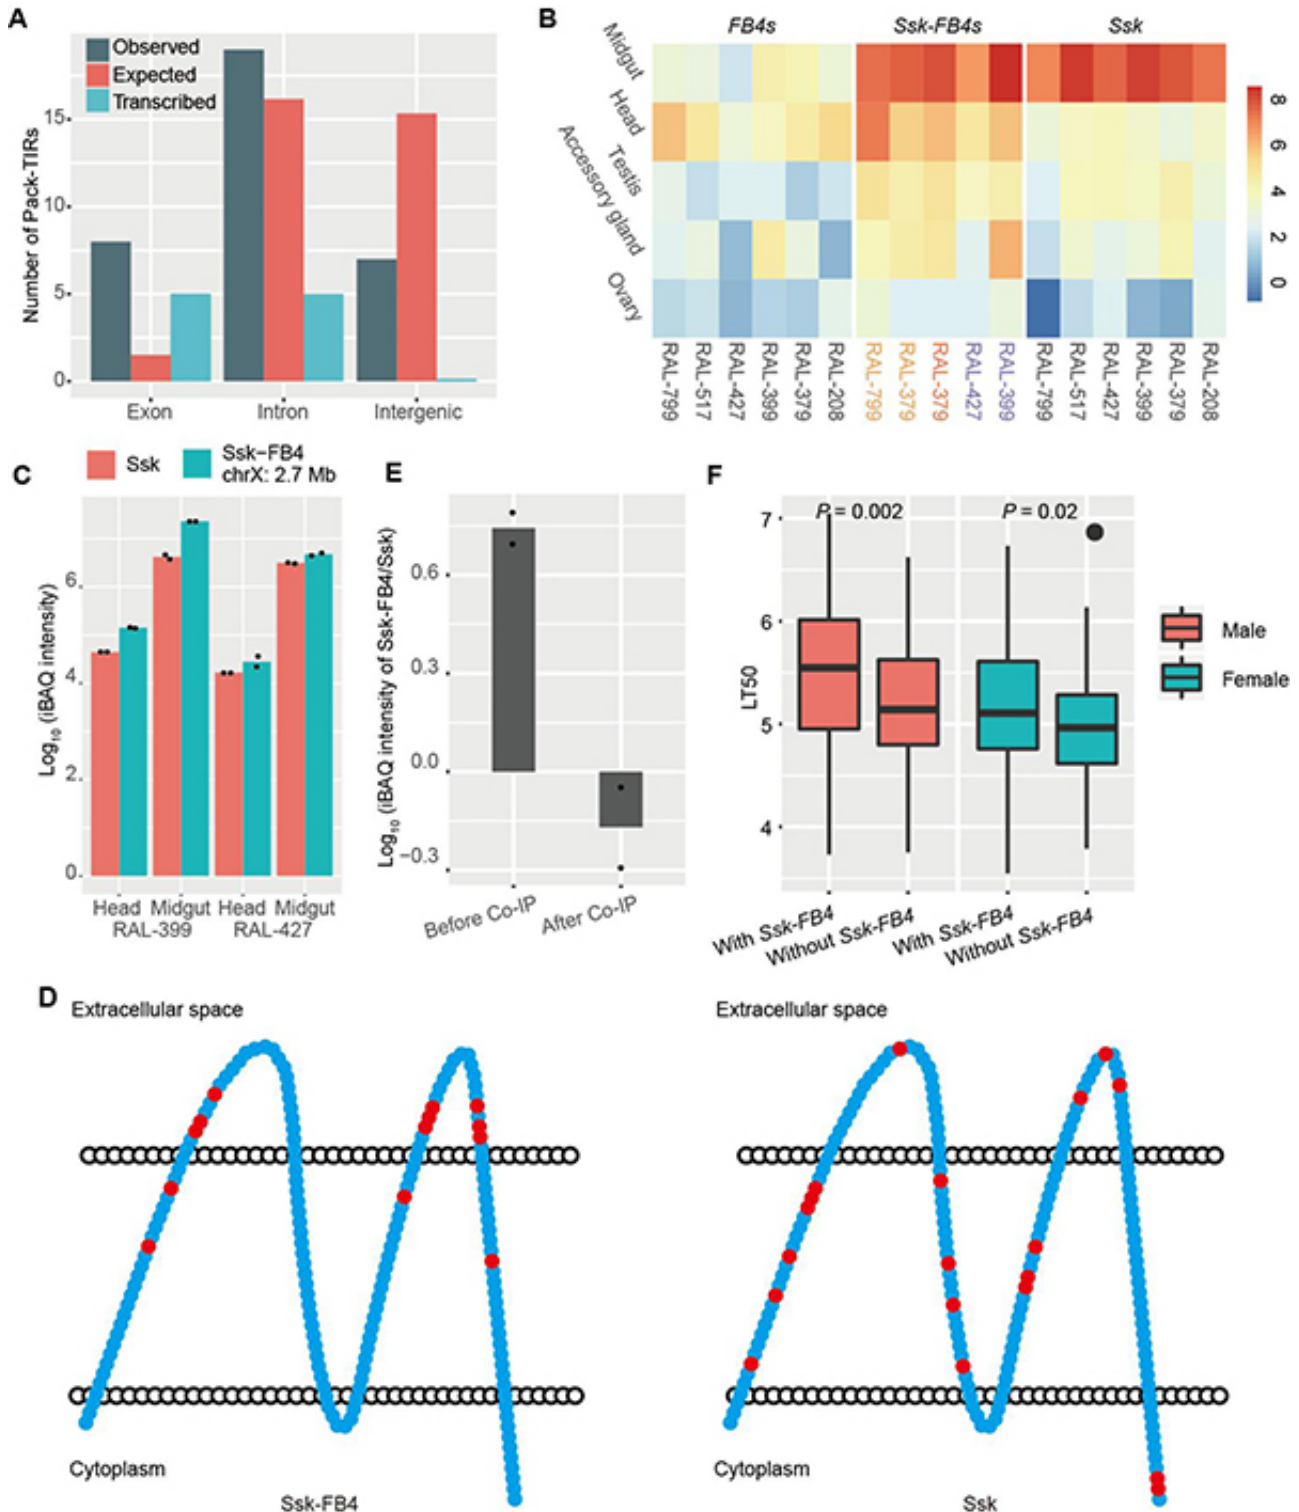 A
Observed
Expected
Transcribed
Number of Pack-TIRs
15
10
5
0
Exon
Intron
Intergenic
B
FB4s
Ssk-FB4s
Ssk
Midgut
Head
Testis
Accessory gland
Ovary
8
6
4
2
0
RAL-799
RAL-517
RAL-427
RAL-399
RAL-379
RAL-208
RAL-799
RAL-379
RAL-379
RAL-427
RAL-399
RAL-799
RAL-517
RAL-427
RAL-399
RAL-379
RAL-208
C
Ssk
Ssk−FB4
chrX: 2.7 Mb
Log10 (iBAQ intensity)
6
4
2
0
Head Midgut Head Midgut
RAL-399 RAL-427
E
Log10 (iBAQ intensity of Ssk-FB4/Ssk)
0.6
0.3
0.0
−0.3
Before Co-IP
After Co-IP
F
P = 0.002
P = 0.02
LT50
7
6
5
4
With Ssk-FB4
Without Ssk-FB4
With Ssk-FB4
Without Ssk-FB4
Male
Female
D
Extracellular space
Cytoplasm
Ssk-FB4
Extracellular space
Cytoplasm
Ssk